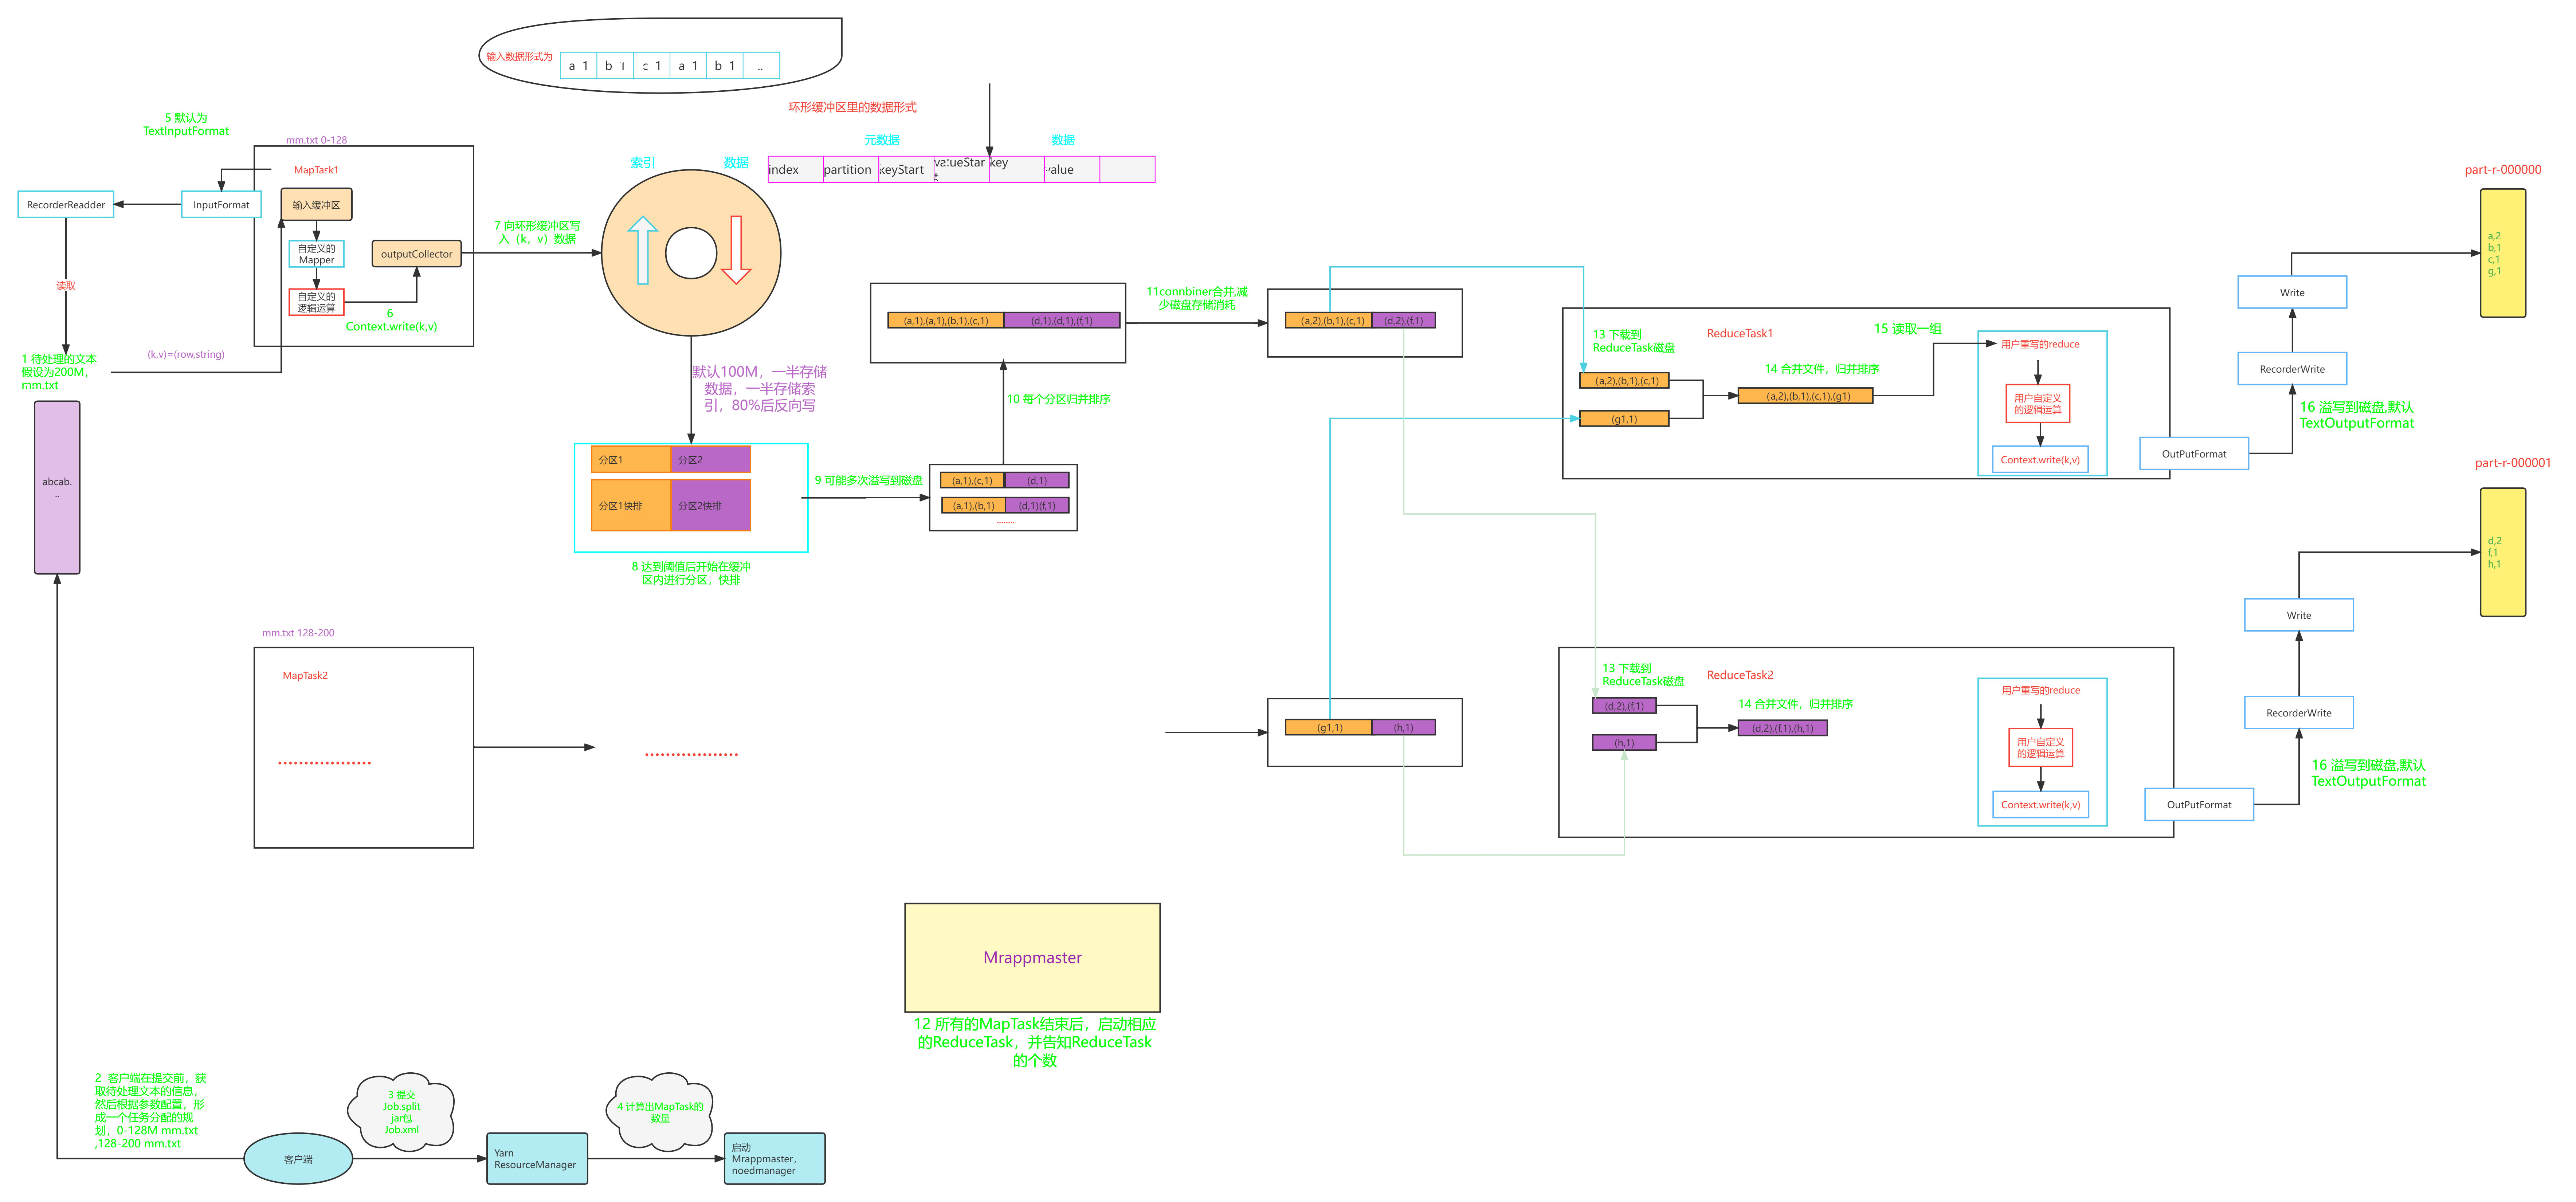 输入数据形式为
a 1
b 1
c 1
a 1
b 1
..
环形缓冲区里的数据形式
元数据
数据
index
partition
keyStart
valueStar
t
key
value
5 默认为
TextInputFormat
mm.txt 0-128
MapTask1
RecorderReadder
InputFormat
输入缓冲区
自定义的
Mapper
自定义的
逻辑运算
outputCollector
6
Context.write(k,v)
读取
1 待处理的文本
假设为200M，
mm.txt
(k,v)=(row,string)
abcab.
..
7 向环形缓冲区写
入（k，v）数据
索引
数据
默认100M，一半存储
数据，一半存储索
引，80%后反向写
分区1
分区2
分区1快排
分区2快排
8 达到阈值后开始在缓冲
区内进行分区，快排
9 可能多次溢写到磁盘
(a,1),(c,1)
(d,1)
(a,1),(b,1)
(d,1)(f,1)
........
10 每个分区归并排序
(a,1),(a,1),(b,1),(c,1)
(d,1),(d,1),(f,1)
11connbiner合并,减
少磁盘存储消耗
(a,2),(b,1),(c,1)
(d,2),(f,1)
13 下载到
ReduceTask磁盘
ReduceTask1
(a,2),(b,1),(c,1)
(g1,1)
14 合并文件，归并排序
(a,2),(b,1),(c,1),(g1)
15 读取一组
用户重写的reduce
用户自定义
的逻辑运算
Context.write(k,v)
OutPutFormat
16 溢写到磁盘,默认
TextOutputFormat
RecorderWrite
Write
part-r-000000
a,2
b,1
c,1
g,1
part-r-000001
d,2
f,1
h,1
mm.txt 128-200
MapTask2
..................
..................
(g1,1)
(h,1)
13 下载到
ReduceTask磁盘
ReduceTask2
(d,2),(f,1)
(h,1)
14 合并文件，归并排序
(d,2),(f,1),(h,1)
用户重写的reduce
用户自定义
的逻辑运算
Context.write(k,v)
OutPutFormat
16 溢写到磁盘,默认
TextOutputFormat
RecorderWrite
Write
Mrappmaster
12 所有的MapTask结束后，启动相应
的ReduceTask，并告知ReduceTask
的个数
2 客户端在提交前，获
取待处理文本的信息，
然后根据参数配置，形
成一个任务分配的规
划，0-128M mm.txt
,128-200 mm.txt
客户端
3 提交
Job.split
jar包
Job.xml
Yarn
ResourceManager
4 计算出MapTask的
数量
启动
Mrappmaster，
noedmanager